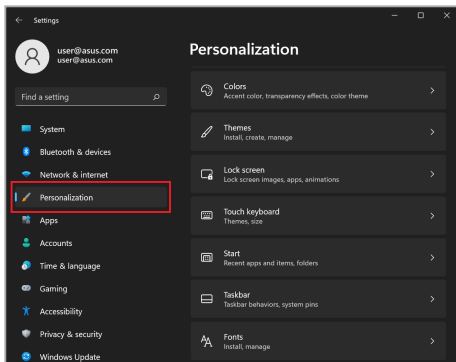 Settings
user@asus.com
user@asus.com
Find a setting
System
Bluetooth & devices
Network & internet
Personalization
Apps
Accounts
Time & language
Gaming
Accessibility
Privacy & security
Windows Update
Personalization
Colors
Accent color, transparency effects, color theme
Themes
Install, create, manage
Lock screen
Lock screen images, apps, animations
Touch keyboard
Themes, size
Start
Recent apps and items, folders
Taskbar
Taskbar behaviors, system pins
Fonts
Install, manage